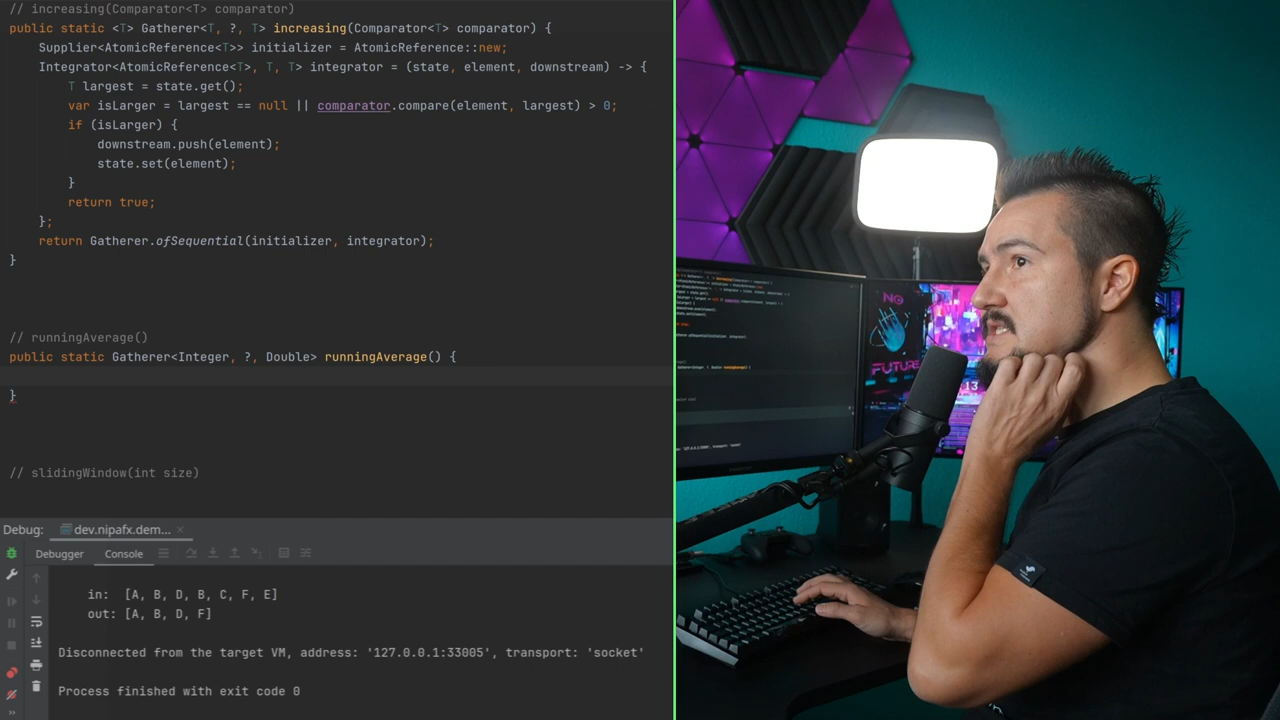 // increasing(Comparator<T> comparator)
public static <T> Gatherer<T, ?, T> increasing(Comparator<T> comparator) {
Supplier<AtomicReference<T>> initializer = AtomicReference::new;
Integrator<AtomicReference<T>, T, T> integrator = (state, element, downstream) -> {
T largest = state.get();
var isLarger = largest == null || comparator.compare(element, largest) > 0;
if (isLarger) {
downstream.push(element);
state.set(element);
}
return true;
};
return Gatherer.ofSequential(initializer, integrator);
}
// runningAverage()
public static Gatherer<Integer, ?, Double> runningAverage() {
}
// slidingWindow(int size)
Debug: dev.nipafx.dem...
Debugger Console
in: [A, B, D, B, C, F, E]
out: [A, B, D, F]
Disconnected from the target VM, address: '127.0.0.1:33005', transport: 'socket'
Process finished with exit code 0
NO
FUTURE
13